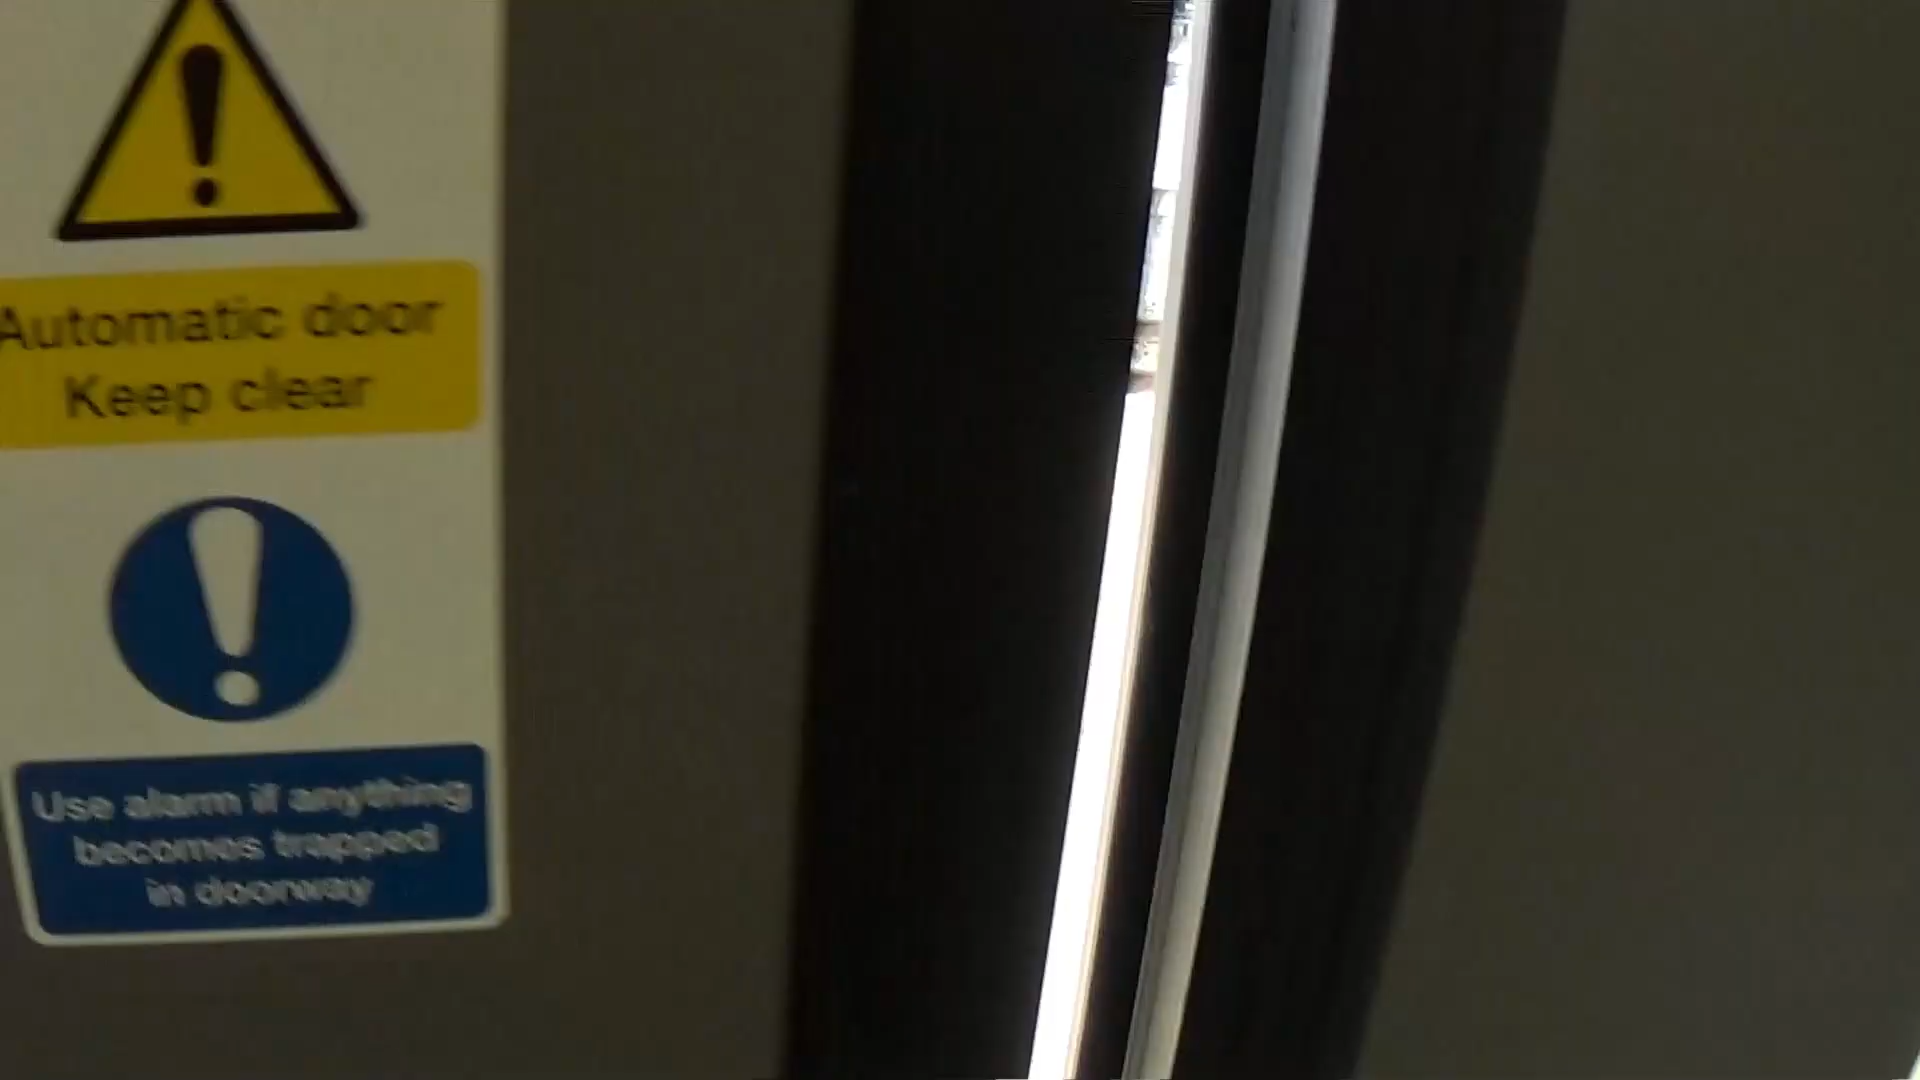 Automatic door
Keep clear
Use alarm if anything
becomes trapped
in doorway